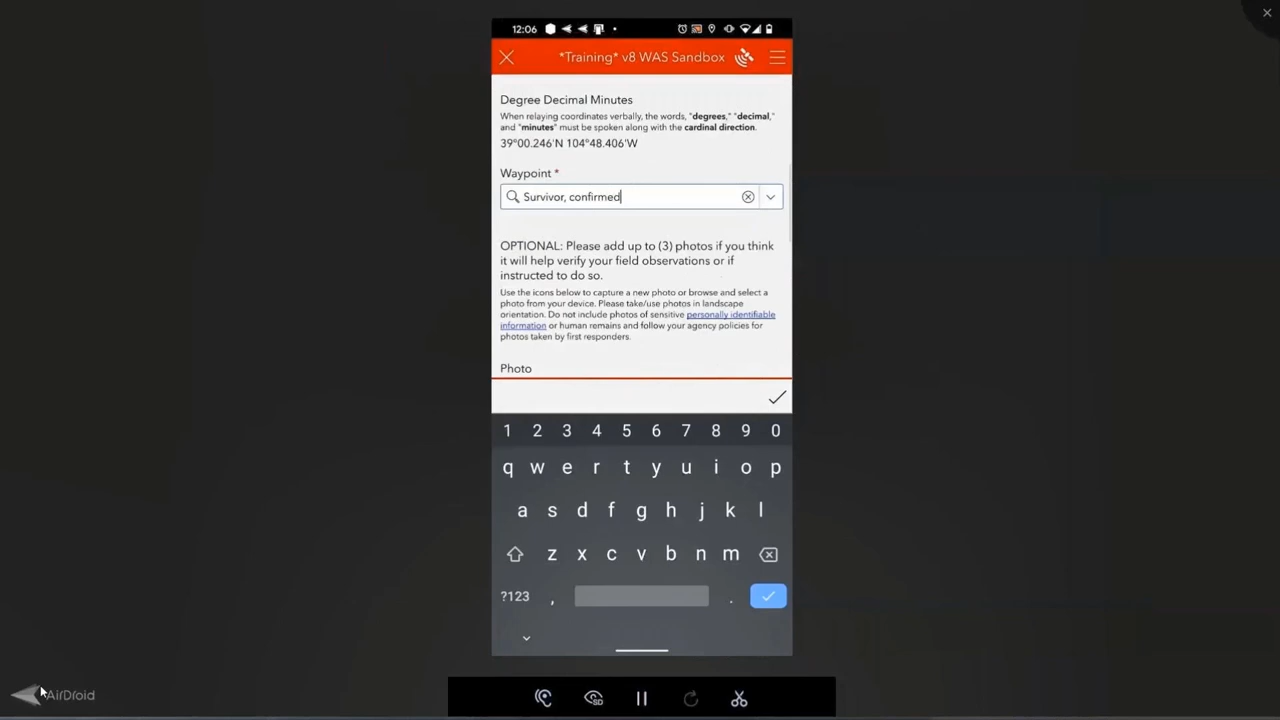 12:06
*Training* v8 WAS Sandbox
Degree Decimal Minutes
When relaying coordinates verbally, the words, "degrees," "decimal,"
and "minutes" must be spoken along with the cardinal direction.
39°00.246'N 104°48.406'W
Waypoint *
Survivor, confirmed
OPTIONAL: Please add up to (3) photos if you think
it will help verify your field observations or if
instructed to do so.
Use the icons below to capture a new photo or browse and select a
photo from your device. Please take/use photos in landscape
orientation. Do not include photos of sensitive personally identifiable
information or human remains and follow your agency policies for
photos taken by first responders.
Photo
1 2 3 4 5 6 7 8 9 0
q w e r t y u i o p
a s d f g h j k l
z x c v b n m
?123 , .
SD
AirDroid